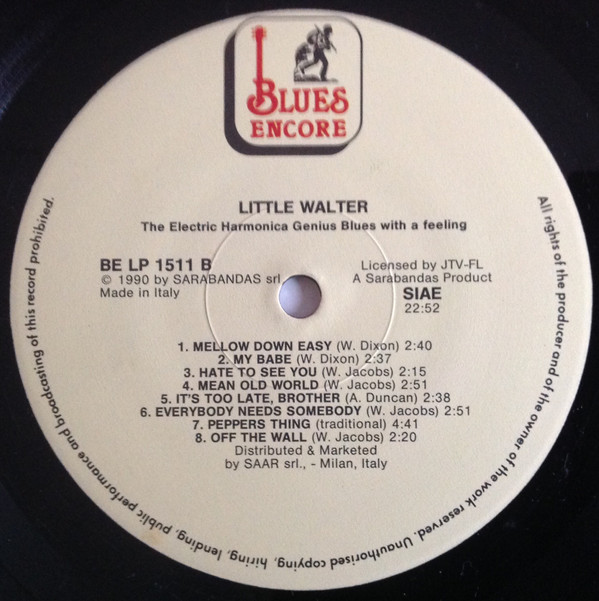 BLUES
ENCORE
LITTLE WALTER
The Electric Harmonica Genius Blues with a feeling
BE LP 1511 B
© 1990 by SARABANDAS srl
Made in Italy
Licensed by JTV-FL
A Sarabandas Product
SIAE
22:52
1. MELLOW DOWN EASY (W. Dixon) 2:40
2. MY BABE (W. Dixon) 2:37
3. HATE TO SEE YOU (W. Jacobs) 2:15
4. MEAN OLD WORLD (W. Jacobs) 2:51
5. IT'S TOO LATE, BROTHER (A. Duncan) 2:38
6. EVERYBODY NEEDS SOMEBODY (W. Jacobs) 2:51
7. PEPPERS THING (traditional) 4:41
8. OFF THE WALL (W. Jacobs) 2:20
Distributed & Marketed
by SAAR srl., - Milan, Italy
All rights of the producer and of the owner of the work reserved. Unauthorised copying, hiring, lending, public performance and broadcasting of this record prohibited.